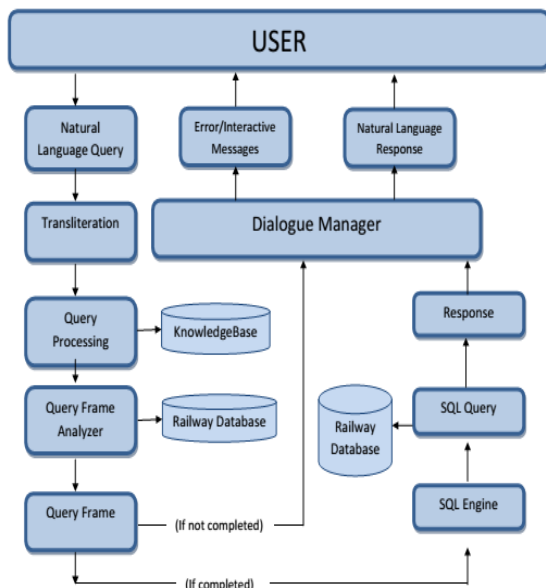 USER
Natural
Language Query
Error/Interactive
Messages
Natural Language
Response
Transliteration
Dialogue Manager
Query
Processing
KnowledgeBase
Response
Query Frame
Analyzer
Railway Database
Railway
Database
SQL Query
Query Frame
(If not completed)
SQL Engine
(If completed)